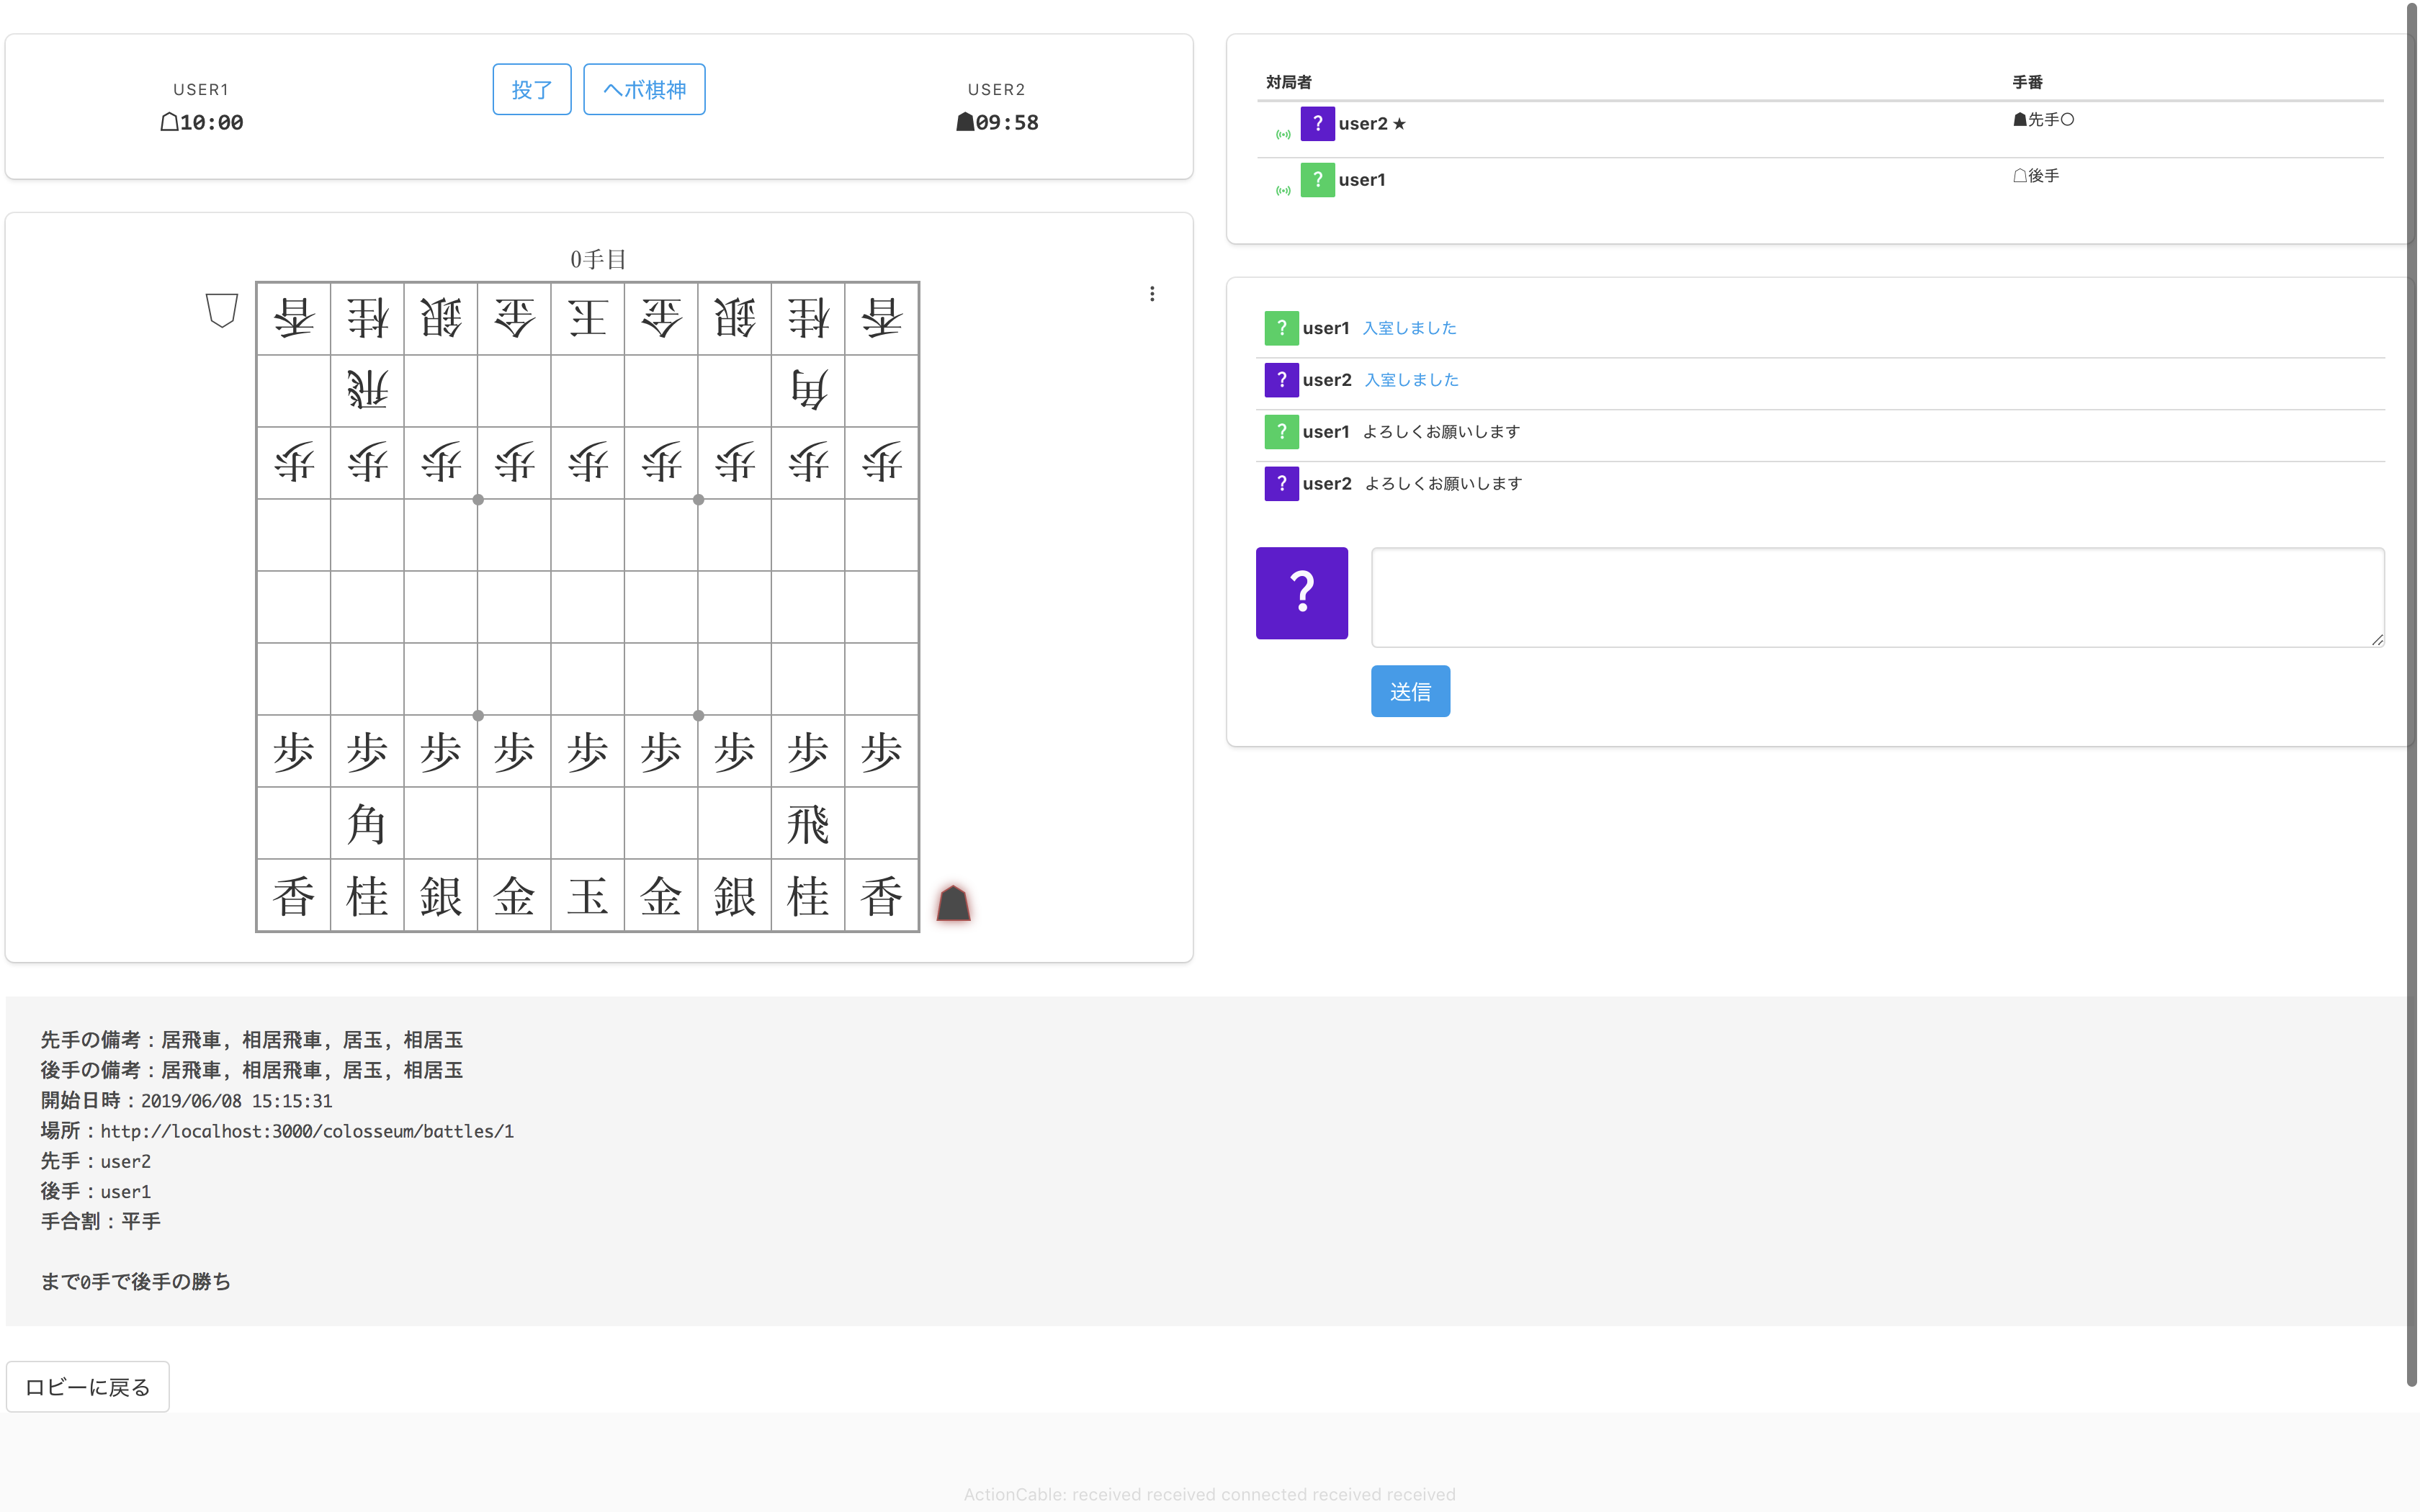 USER1
☖10:00
投了
ヘボ棋神
USER2
☗09:58
0手目
香桂銀金王金銀桂香
飛角
歩歩歩歩歩歩歩歩歩
歩歩歩歩歩歩歩歩歩
角飛
香桂銀金玉金銀桂香
対局者 手番
? user2 ★ ☗先手○
? user1 ☖後手
? user1 入室しました
? user2 入室しました
? user1 よろしくお願いします
? user2 よろしくお願いします
?
送信
先手の備考：居飛車, 相居飛車, 居玉, 相居玉
後手の備考：居飛車, 相居飛車, 居玉, 相居玉
開始日時：2019/06/08 15:15:31
場所：http://localhost:3000/colosseum/battles/1
先手：user2
後手：user1
手合割：平手
まで0手で後手の勝ち
ロビーに戻る
ActionCable: received received connected received received